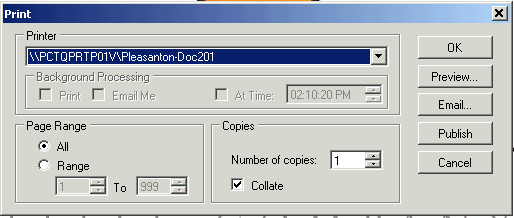 Print
Printer
\\PCTQPRTP01V\Pleasanton-Doc201
Background Processing
Print Email Me At Time: 02:10:20 PM
Page Range
All
Range
1 To 999
Copies
Number of copies: 1
Collate
OK
Preview...
Email...
Publish
Cancel